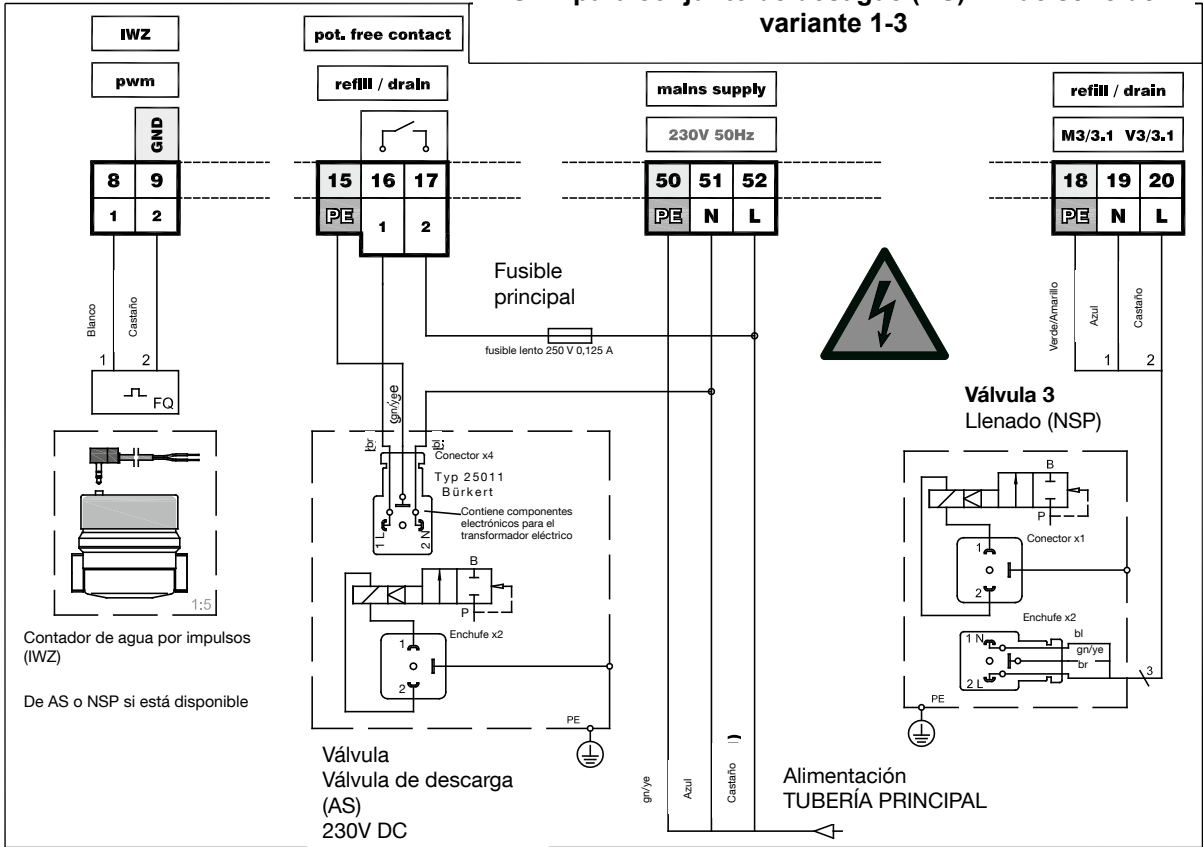 variante 1-3
IWZ
pwm
GND
8 9
1 2
Blanco
Castaño
1 2
FQ
1:5
Contador de agua por impulsos
(IWZ)
De AS o NSP si está disponible
pot. free contact
refill / drain
15 16 17
PE 1 2
Fusible
principal
fusible lento 250 V 0,125 A
br
bl
Conector x4
Typ 25011
Bürkert
Contiene componentes
electrónicos para el
transformador eléctrico
1 L
2 N
B
P
Enchufe x2
1
2
PE
Válvula
Válvula de descarga
(AS)
230V DC
mains supply
230V 50Hz
50 51 52
PE N L
gn/ye
Azul
Castaño
Alimentación
TUBERÍA PRINCIPAL
refill / drain
M3/3.1 V3/3.1
18 19 20
PE N L
Verde/Amarillo
Azul
Castaño
1 2
Válvula 3
Llenado (NSP)
B
P
Conector x1
1
2
Enchufe x2
1 N
2 L
bl
gn/ye
br
3
PE